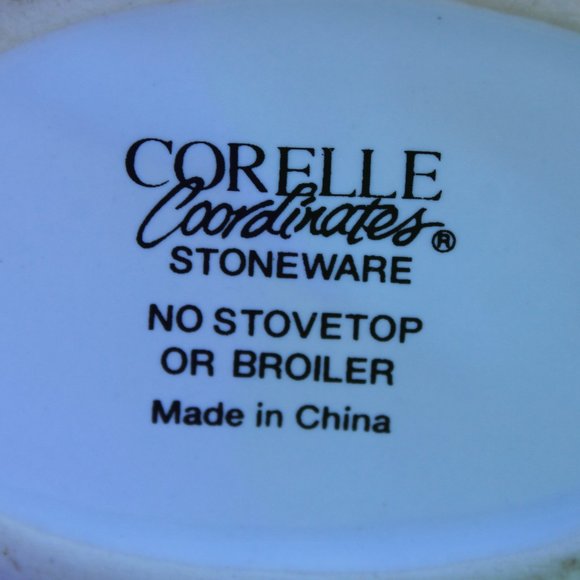 CORELLE
Coordinates®
STONEWARE
NO STOVETOP
OR BROILER
Made in China